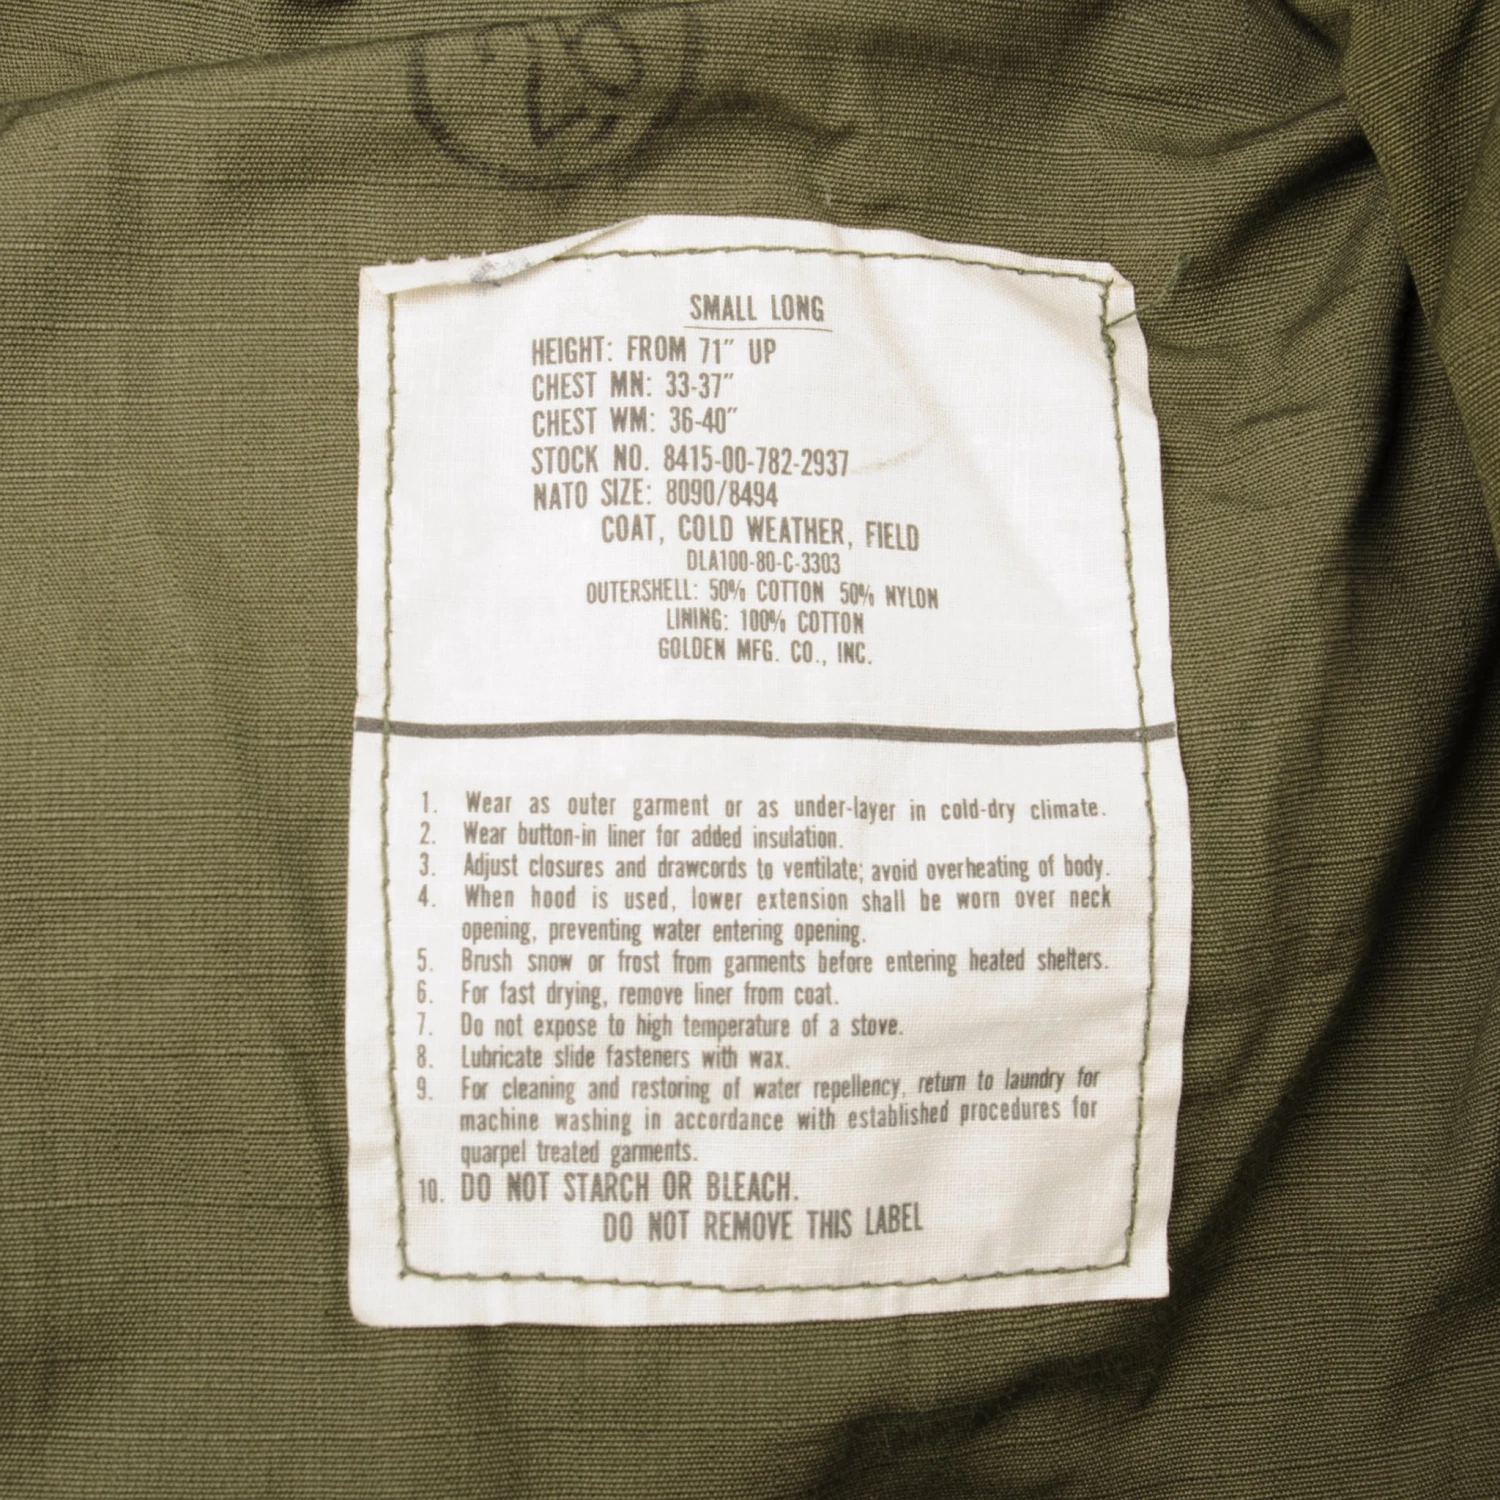 SMALL LONG
HEIGHT: FROM 71" UP
CHEST MN: 33-37"
CHEST WM: 36-40"
STOCK NO. 8415-00-782-2937
NATO SIZE: 8090/8494
COAT, COLD WEATHER, FIELD
DLA100-80-C-3303
OUTERSHELL: 50% COTTON 50% NYLON
LINING: 100% COTTON
GOLDEN MFG. CO., INC.
1. Wear as outer garment or as under-layer in cold-dry climate.
2. Wear button-in liner for added insulation.
3. Adjust closures and drawcords to ventilate; avoid overheating of body.
4. When hood is used, lower extension shall be worn over neck
opening, preventing water entering opening.
5. Brush snow or frost from garments before entering heated shelters.
6. For fast drying, remove liner from coat.
7. Do not expose to high temperature of a stove.
8. Lubricate slide fasteners with wax.
9. For cleaning and restoring of water repellency, return to laundry for
machine washing in accordance with established procedures for
quarpel treated garments.
10. DO NOT STARCH OR BLEACH.
DO NOT REMOVE THIS LABEL